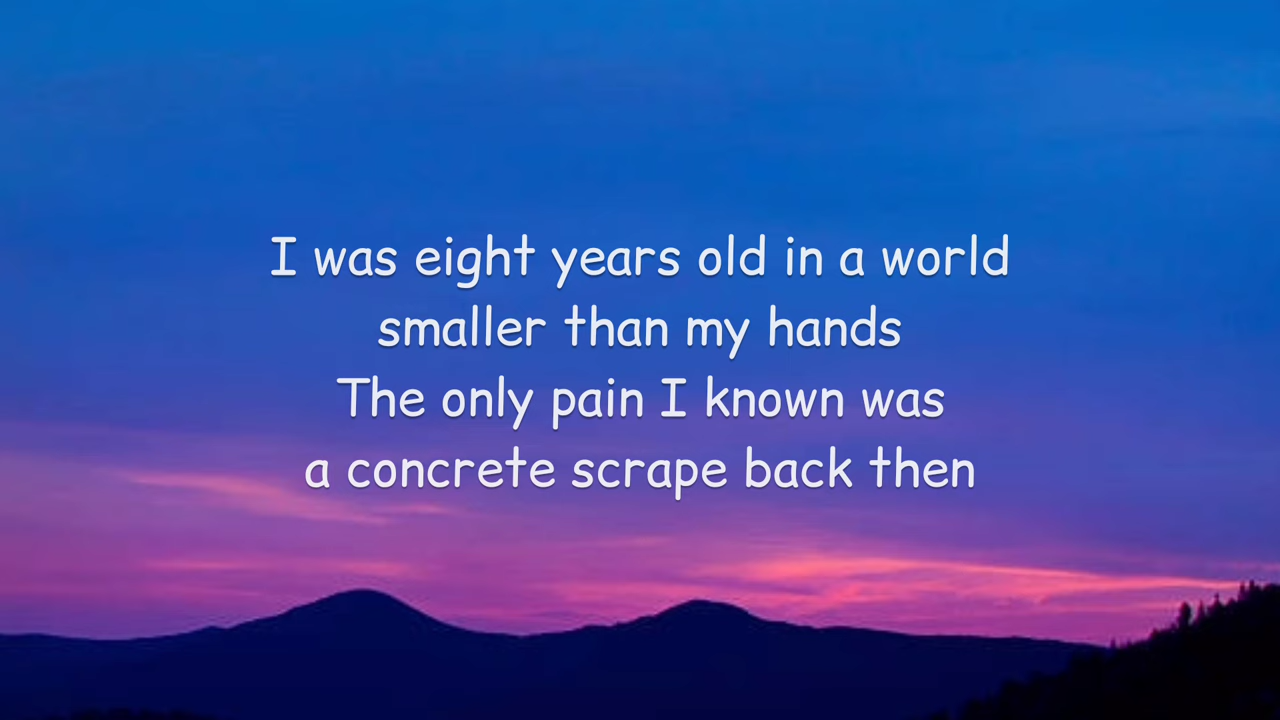 I was eight years old in a world
smaller than my hands
The only pain I known was
a concrete scrape back then